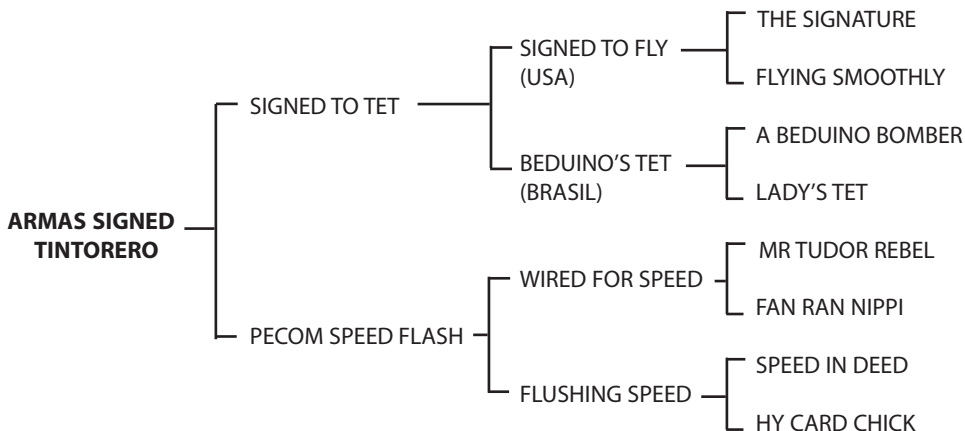 THE SIGNATURE
SIGNED TO FLY
(USA)
FLYING SMOOTHLY
SIGNED TO TET
A BEDUINO BOMBER
BEDUINO’S TET
(BRASIL)
LADY’S TET
ARMAS SIGNED
TINTORERO
MR TUDOR REBEL
WIRED FOR SPEED
FAN RAN NIPPI
PECOM SPEED FLASH
SPEED IN DEED
FLUSHING SPEED
HY CARD CHICK